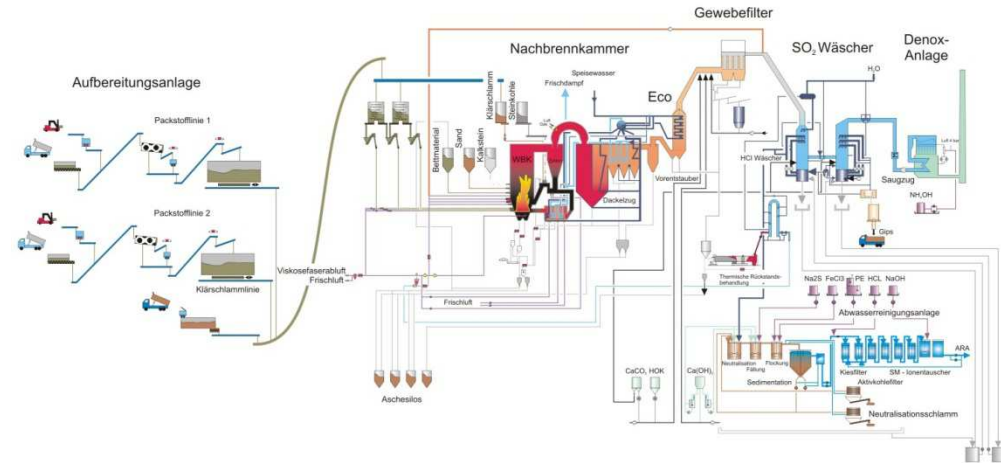 Gewebefilter
Nachbrennkammer
SO₂ Wäscher
Denox-
Anlage
Aufbereitungsanlage
Speisewasser
Frischdampf
H₂O
Eco
Klärschlamm
Steinkohle
Packstofflinie 1
Bettmaterial
Sand
Kalkstein
WBK
HCl Wäscher
Vorentstauber
Saugzug
Dackelzug
NH₄OH
Packstofflinie 2
Gips
Viskosefaserabluft
Frischluft
Klärschlammlinie
Thermische Rückstands-
behandlung
Na2S
FeCl3
PE
HCL
NaOH
Frischluft
Abwasserreinigungsanlage
ARA
Neutralisation
Fällung
Flockung
Kiesfilter
SM - Ionentauscher
Aktivkohlefilter
Sedimentation
CaCO₃
HOK
Ca(OH)₂
Aschesilos
Neutralisationsschlamm